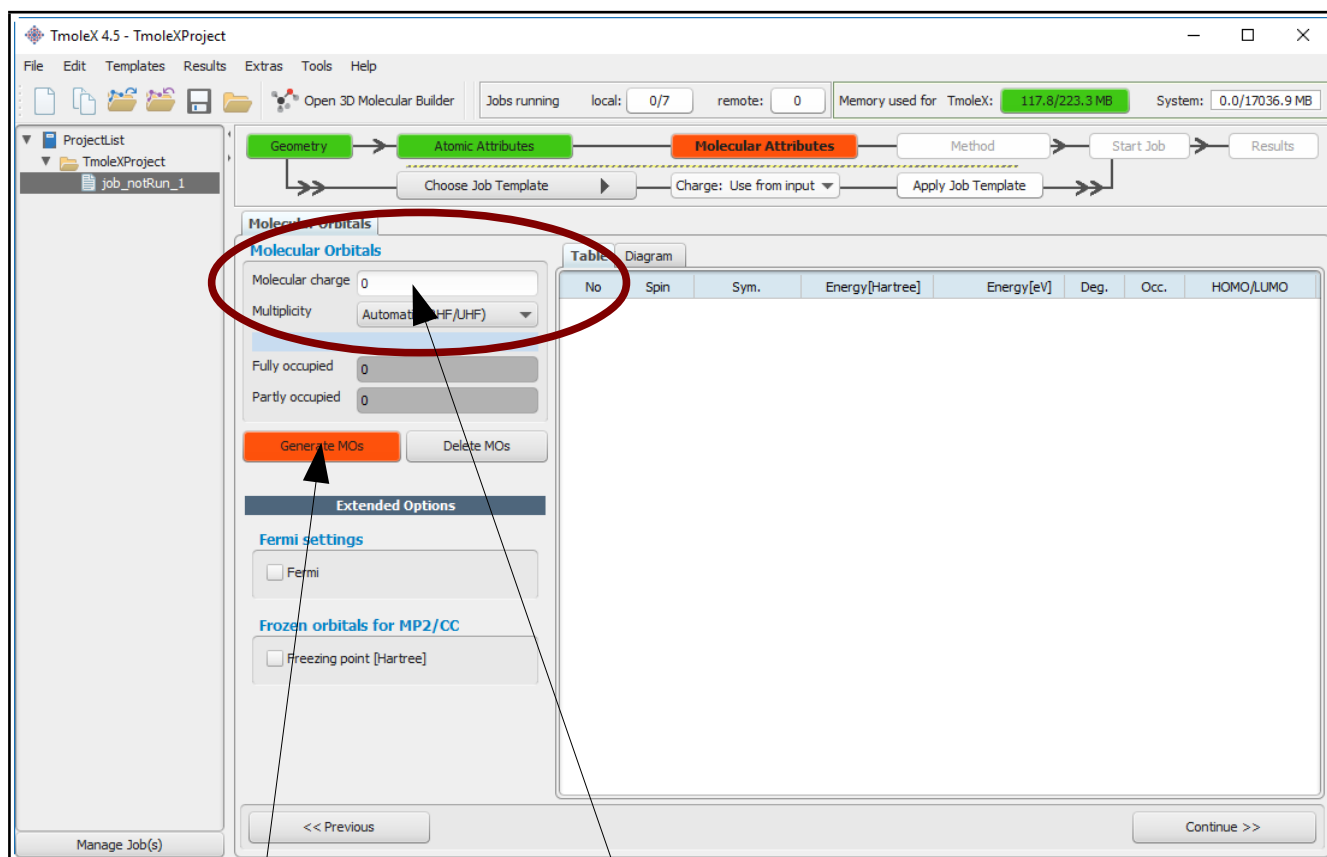 TmoleX 4.5 - TmoleXProject
File Edit Templates Results Extras Tools Help
Open 3D Molecular Builder Jobs running local: 0/7 remote: 0 Memory used for TmoleX: 117.8/223.3 MB System: 0.0/17036.9 MB
ProjectList
TmoleXProject
job_notRun_1
Manage Job(s)
Geometry Atomic Attributes Molecular Attributes Method Start Job Results
Choose Job Template Charge: Use from input Apply Job Template
Molecular Orbitals
Molecular Orbitals
Molecular charge 0
Multiplicity Automatic (RHF/UHF)
Fully occupied 0
Partly occupied 0
Generate MOs Delete MOs
Extended Options
Fermi settings
Fermi
Frozen orbitals for MP2/CC
Freezing point [Hartree]
Table Diagram
No Spin Sym. Energy[Hartree] Energy[eV] Deg. Occ. HOMO/LUMO
<< Previous Continue >>